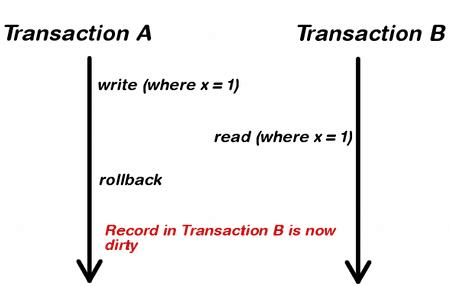 Transaction A
Transaction B
write (where x = 1)
read (where x = 1)
rollback
Record in Transaction B is now
dirty